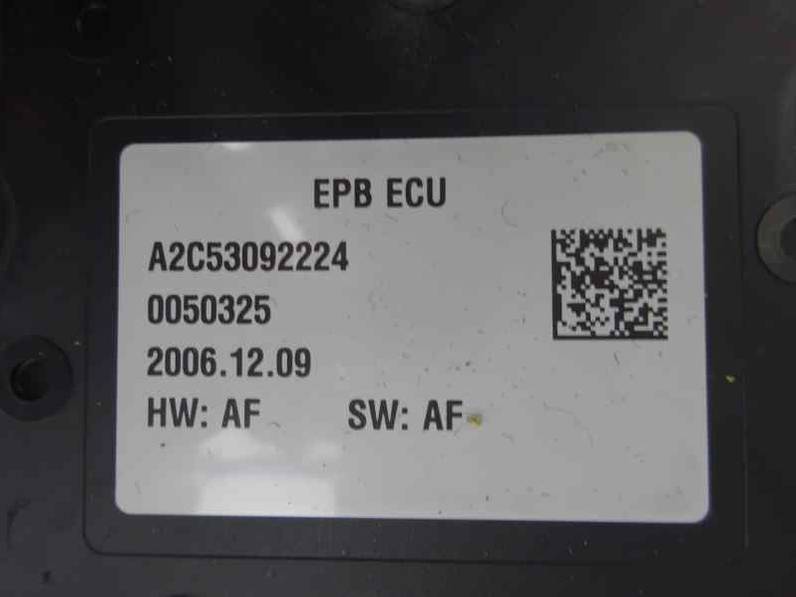 EPB ECU
A2C53092224
0050325
2006.12.09
HW: AF SW: AF